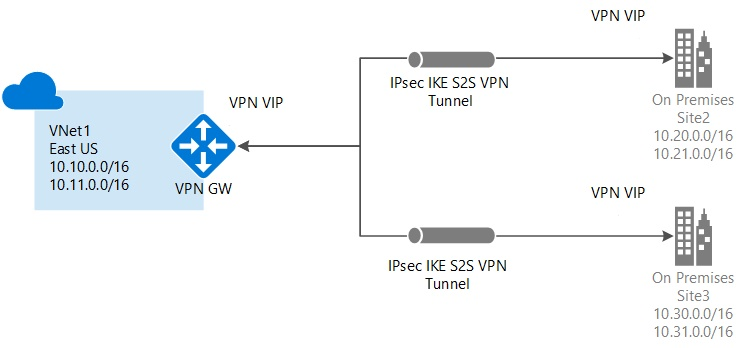 VPN VIP
IPsec IKE S2S VPN
Tunnel
On Premises
Site2
10.20.0.0/16
10.21.0.0/16
VPN VIP
VNet1
East US
10.10.0.0/16
10.11.0.0/16
VPN GW
VPN VIP
IPsec IKE S2S VPN
Tunnel
On Premises
Site3
10.30.0.0/16
10.31.0.0/16